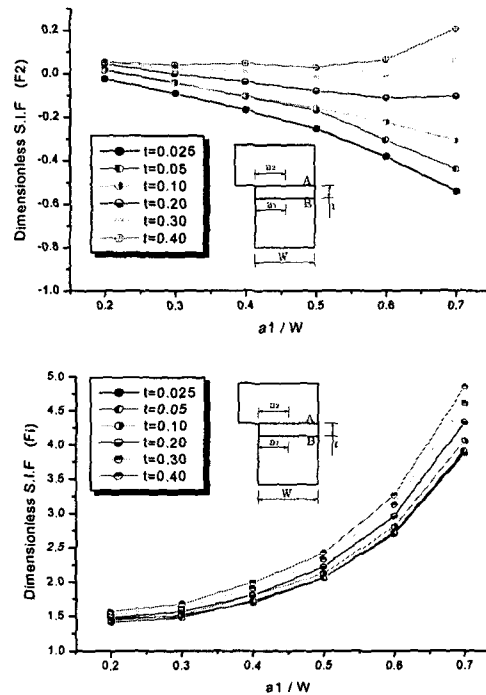 Dimensionless S.I.F (F2)
0.2
0.0
-0.2
-0.4
-0.6
-0.8
-1.0
t=0.025
t=0.05
t=0.10
t=0.20
t=0.30
t=0.40
A
B
t
W
0.2 0.3 0.4 0.5 0.6 0.7
a1 / W
Dimensionless S.I.F (Fi)
5.0
4.5
4.0
3.5
3.0
2.5
2.0
1.5
1.0
t=0.025
t=0.05
t=0.10
t=0.20
t=0.30
t=0.40
A
B
t
W
0.2 0.3 0.4 0.5 0.6 0.7
a1 / W